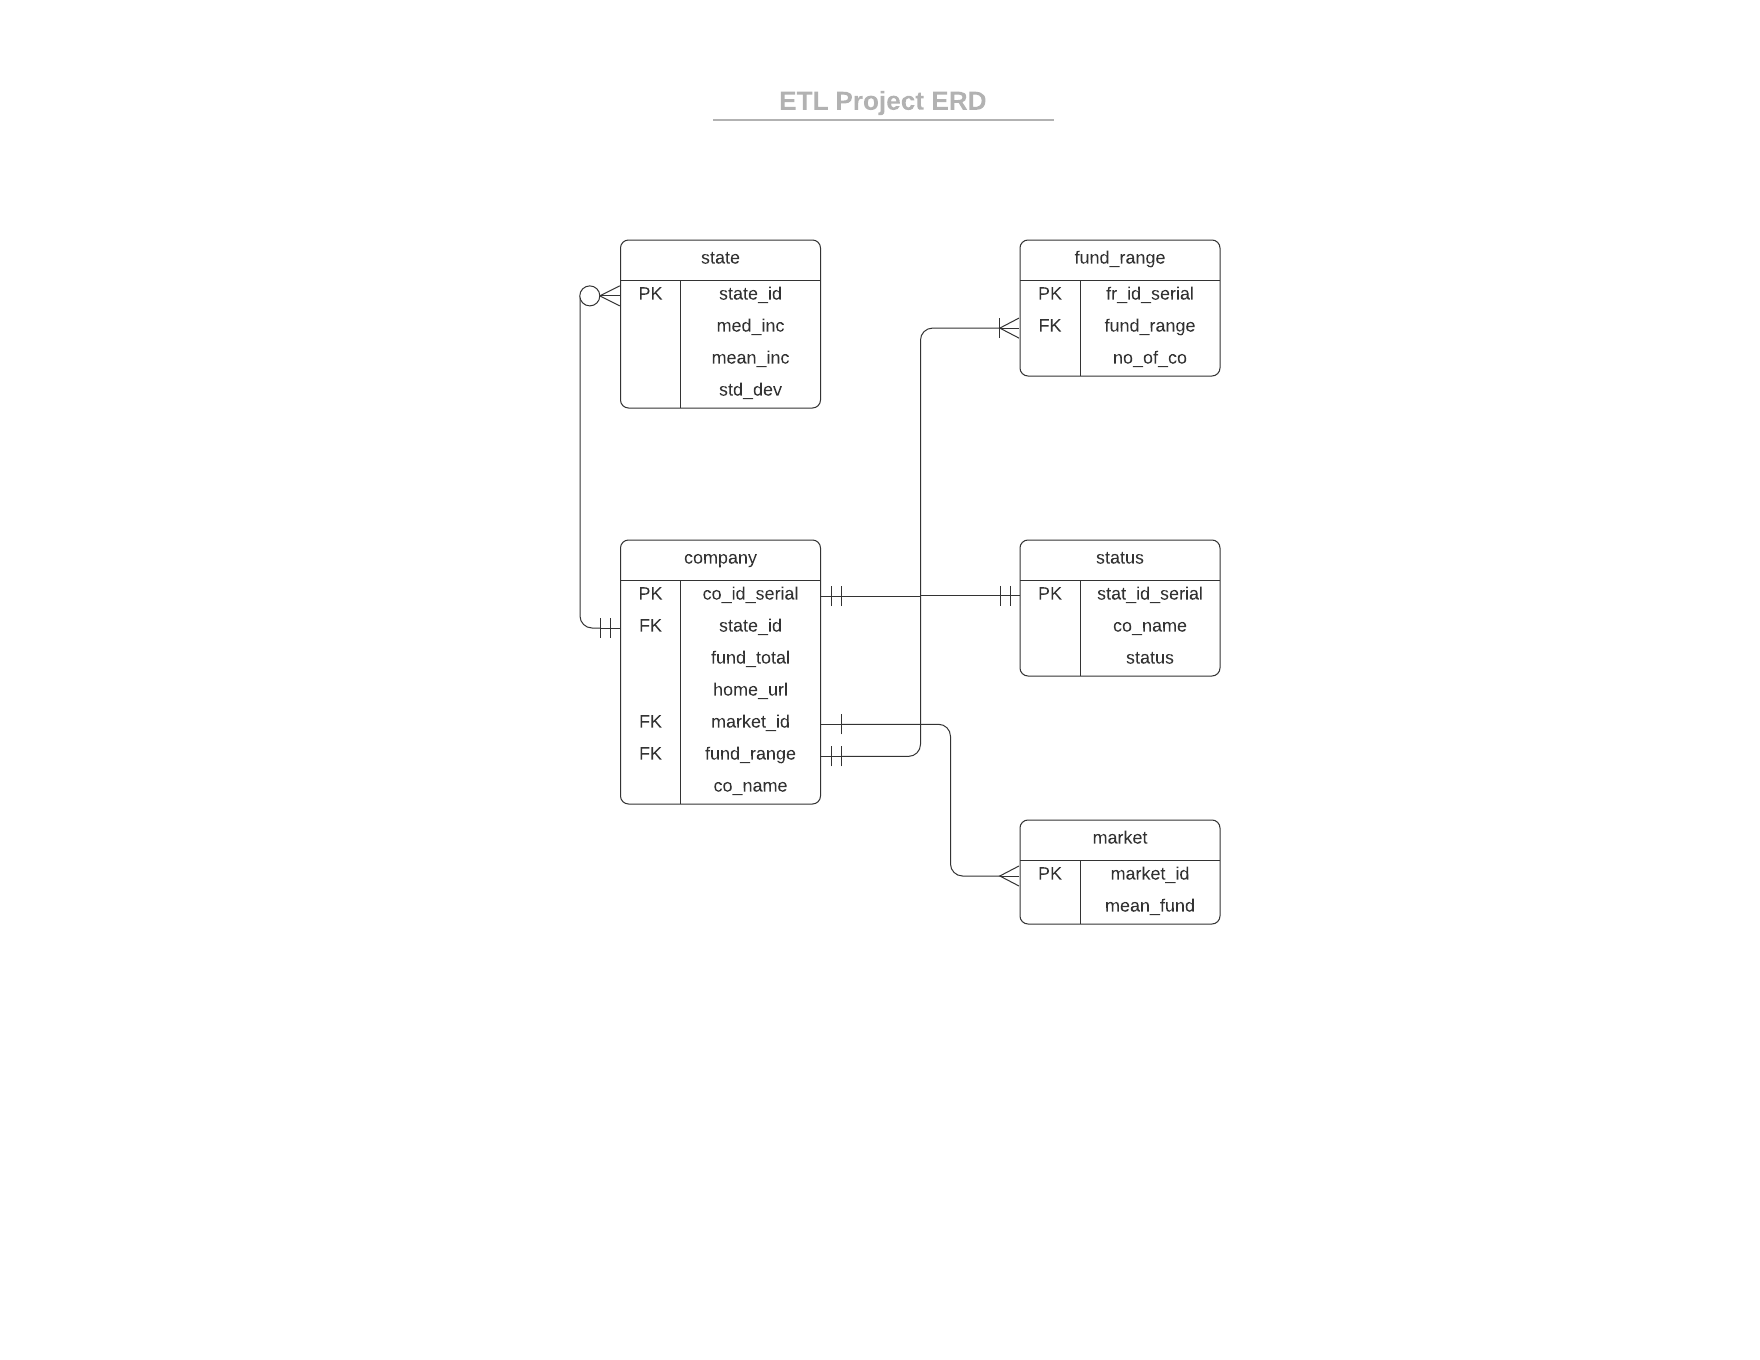 ETL Project ERD
state
PK state_id
med_inc
mean_inc
std_dev
fund_range
PK fr_id_serial
FK fund_range
no_of_co
company
PK co_id_serial
FK state_id
fund_total
home_url
FK market_id
FK fund_range
co_name
status
PK stat_id_serial
co_name
status
market
PK market_id
mean_fund